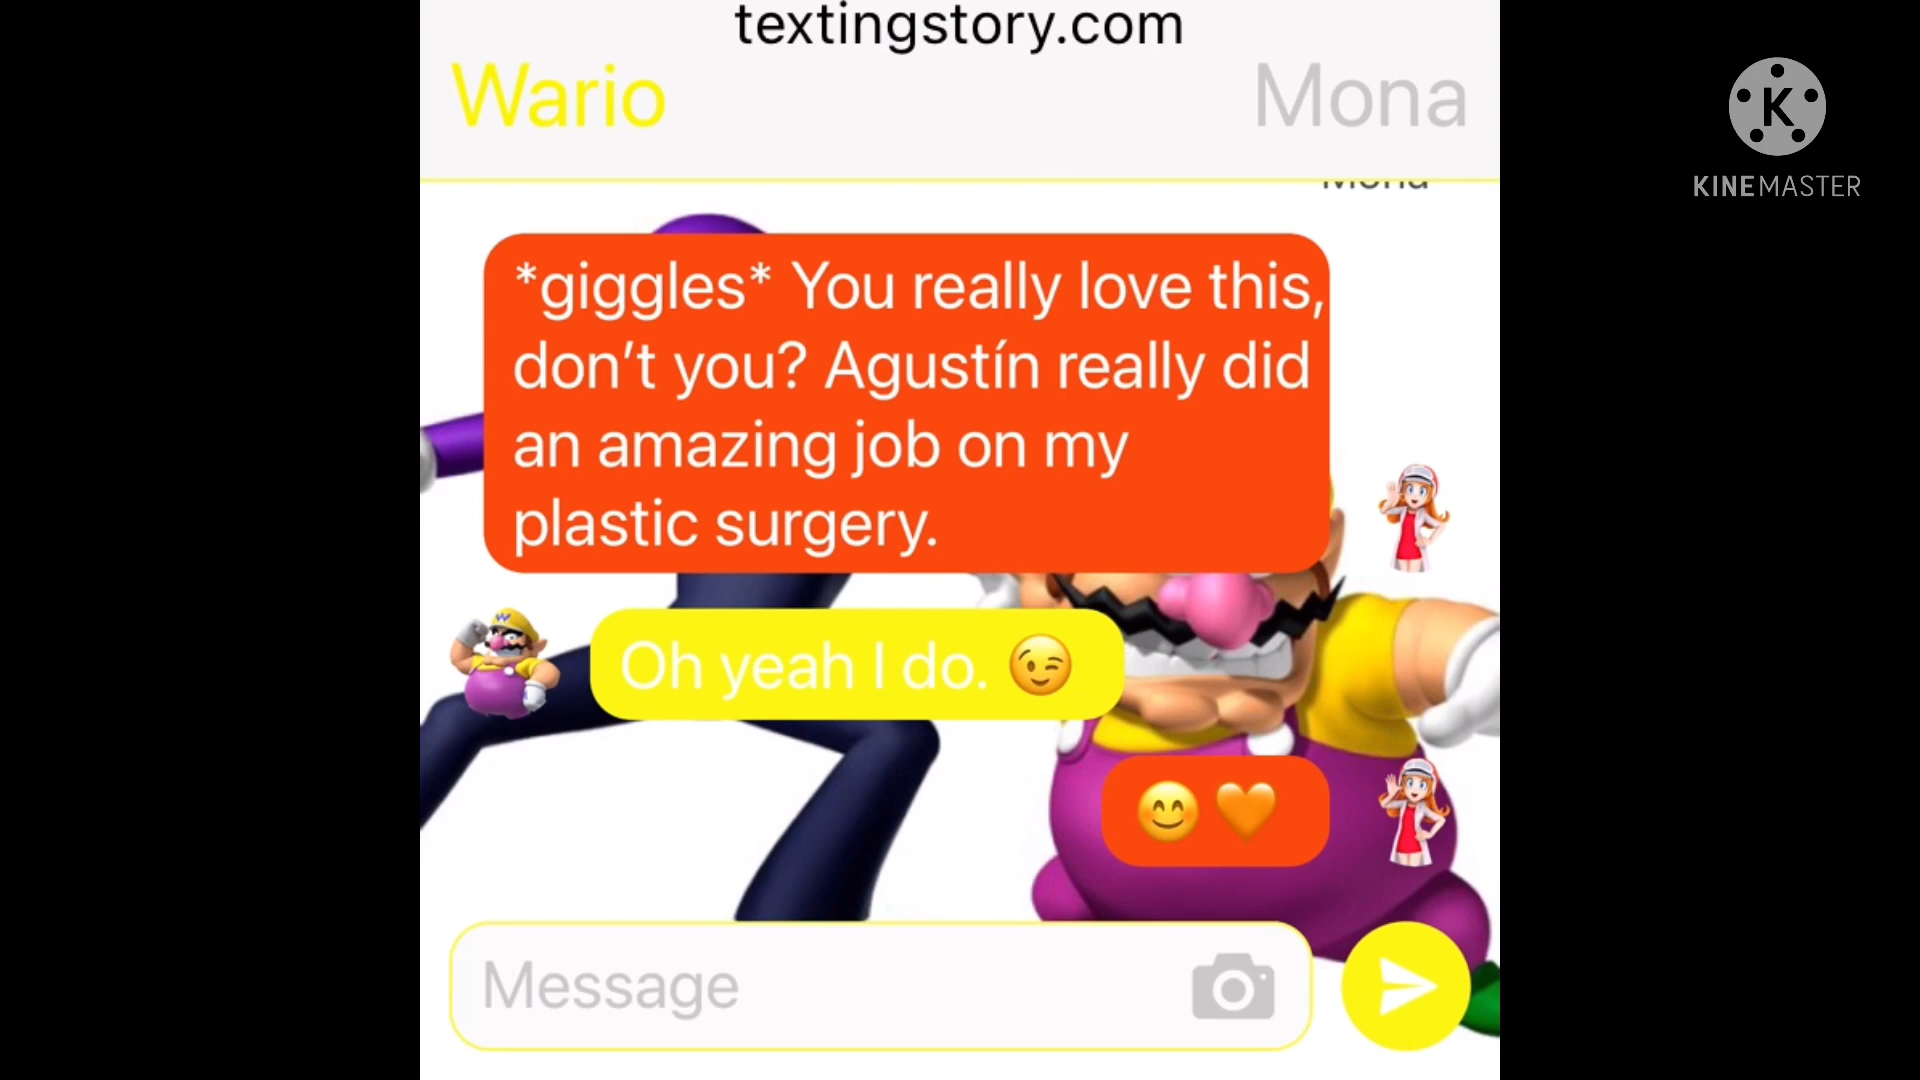 textingstory.com
Wario
Mona
KINEMASTER
Mona
*giggles* You really love this,
don’t you? Agustín really did
an amazing job on my
plastic surgery.
Oh yeah I do. 😉
😊 🧡
Message